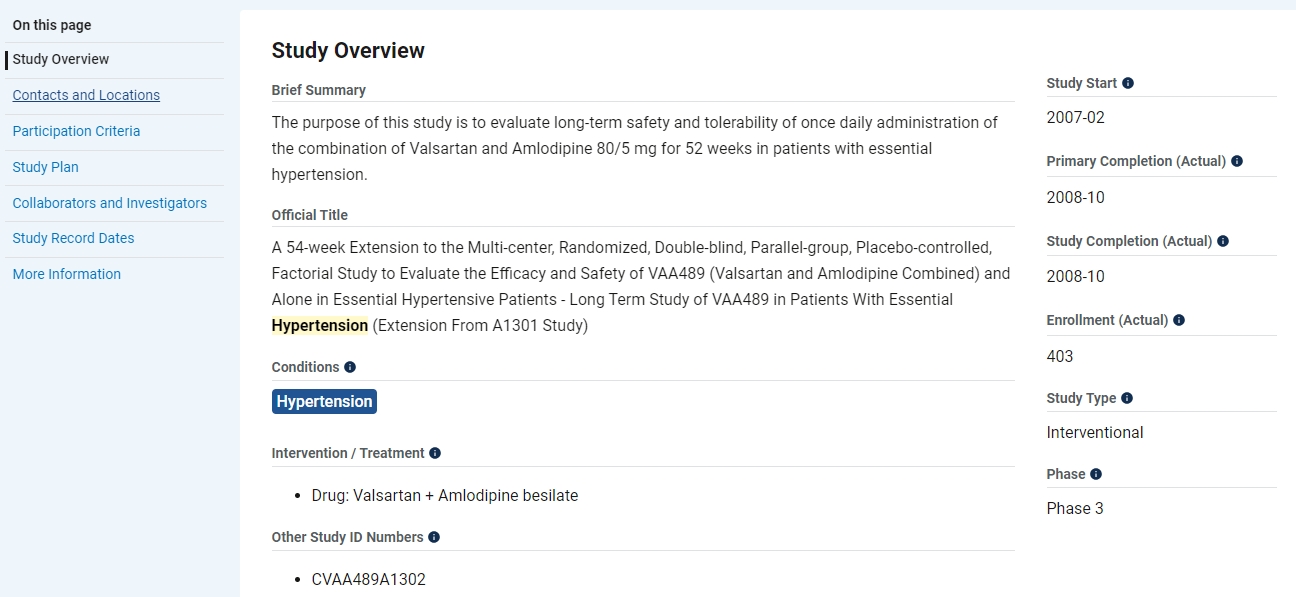 On this page
Study Overview
Contacts and Locations
Participation Criteria
Study Plan
Collaborators and Investigators
Study Record Dates
More Information
Study Overview
Brief Summary
The purpose of this study is to evaluate long-term safety and tolerability of once daily administration of
the combination of Valsartan and Amlodipine 80/5 mg for 52 weeks in patients with essential
hypertension.
Official Title
A 54-week Extension to the Multi-center, Randomized, Double-blind, Parallel-group, Placebo-controlled,
Factorial Study to Evaluate the Efficacy and Safety of VAA489 (Valsartan and Amlodipine Combined) and
Alone in Essential Hypertensive Patients - Long Term Study of VAA489 in Patients With Essential
Hypertension (Extension From A1301 Study)
Conditions
Hypertension
Intervention / Treatment
• Drug: Valsartan + Amlodipine besilate
Other Study ID Numbers
• CVAA489A1302
Study Start
2007-02
Primary Completion (Actual)
2008-10
Study Completion (Actual)
2008-10
Enrollment (Actual)
403
Study Type
Interventional
Phase
Phase 3